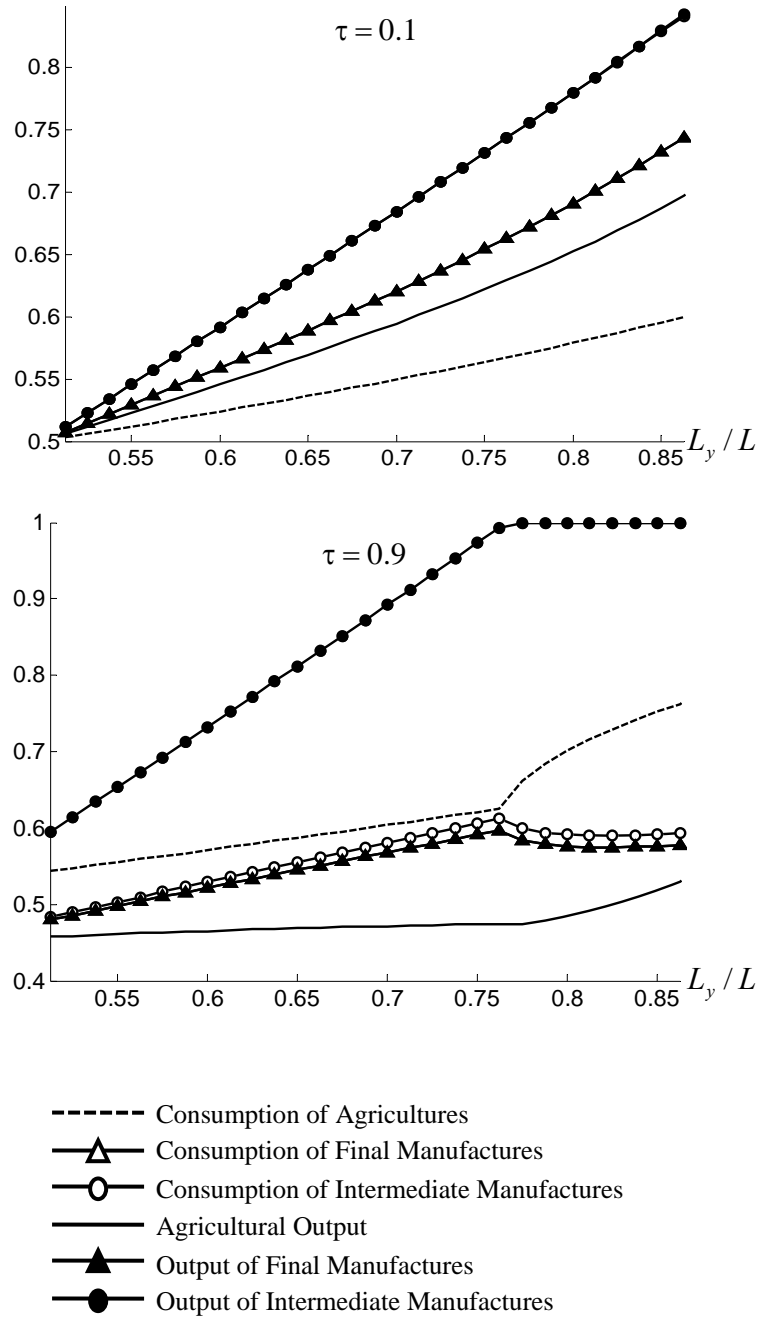 τ = 0.1
0.8
0.75
0.7
0.65
0.6
0.55
0.5
0.55 0.6 0.65 0.7 0.75 0.8 0.85
L_y / L
1
τ = 0.9
0.9
0.8
0.7
0.6
0.5
0.4
0.55 0.6 0.65 0.7 0.75 0.8 0.85
L_y / L
Consumption of Agricultures
Consumption of Final Manufactures
Consumption of Intermediate Manufactures
Agricultural Output
Output of Final Manufactures
Output of Intermediate Manufactures